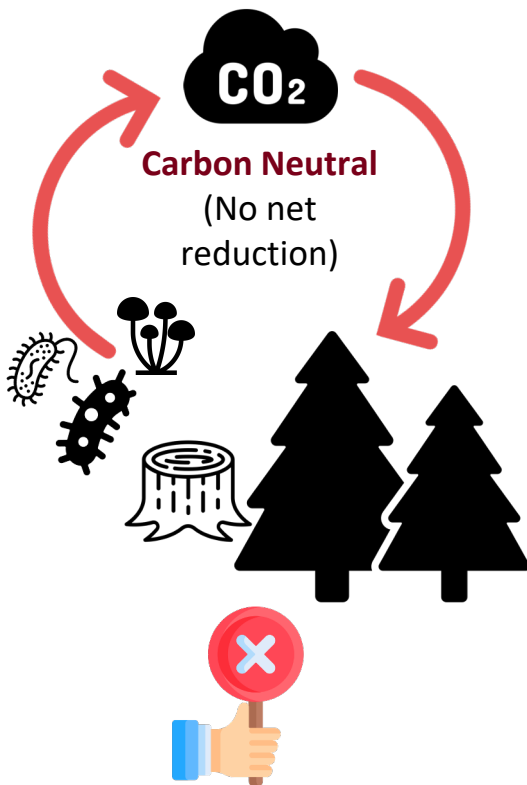 CO₂
Carbon Neutral
(No net
reduction)